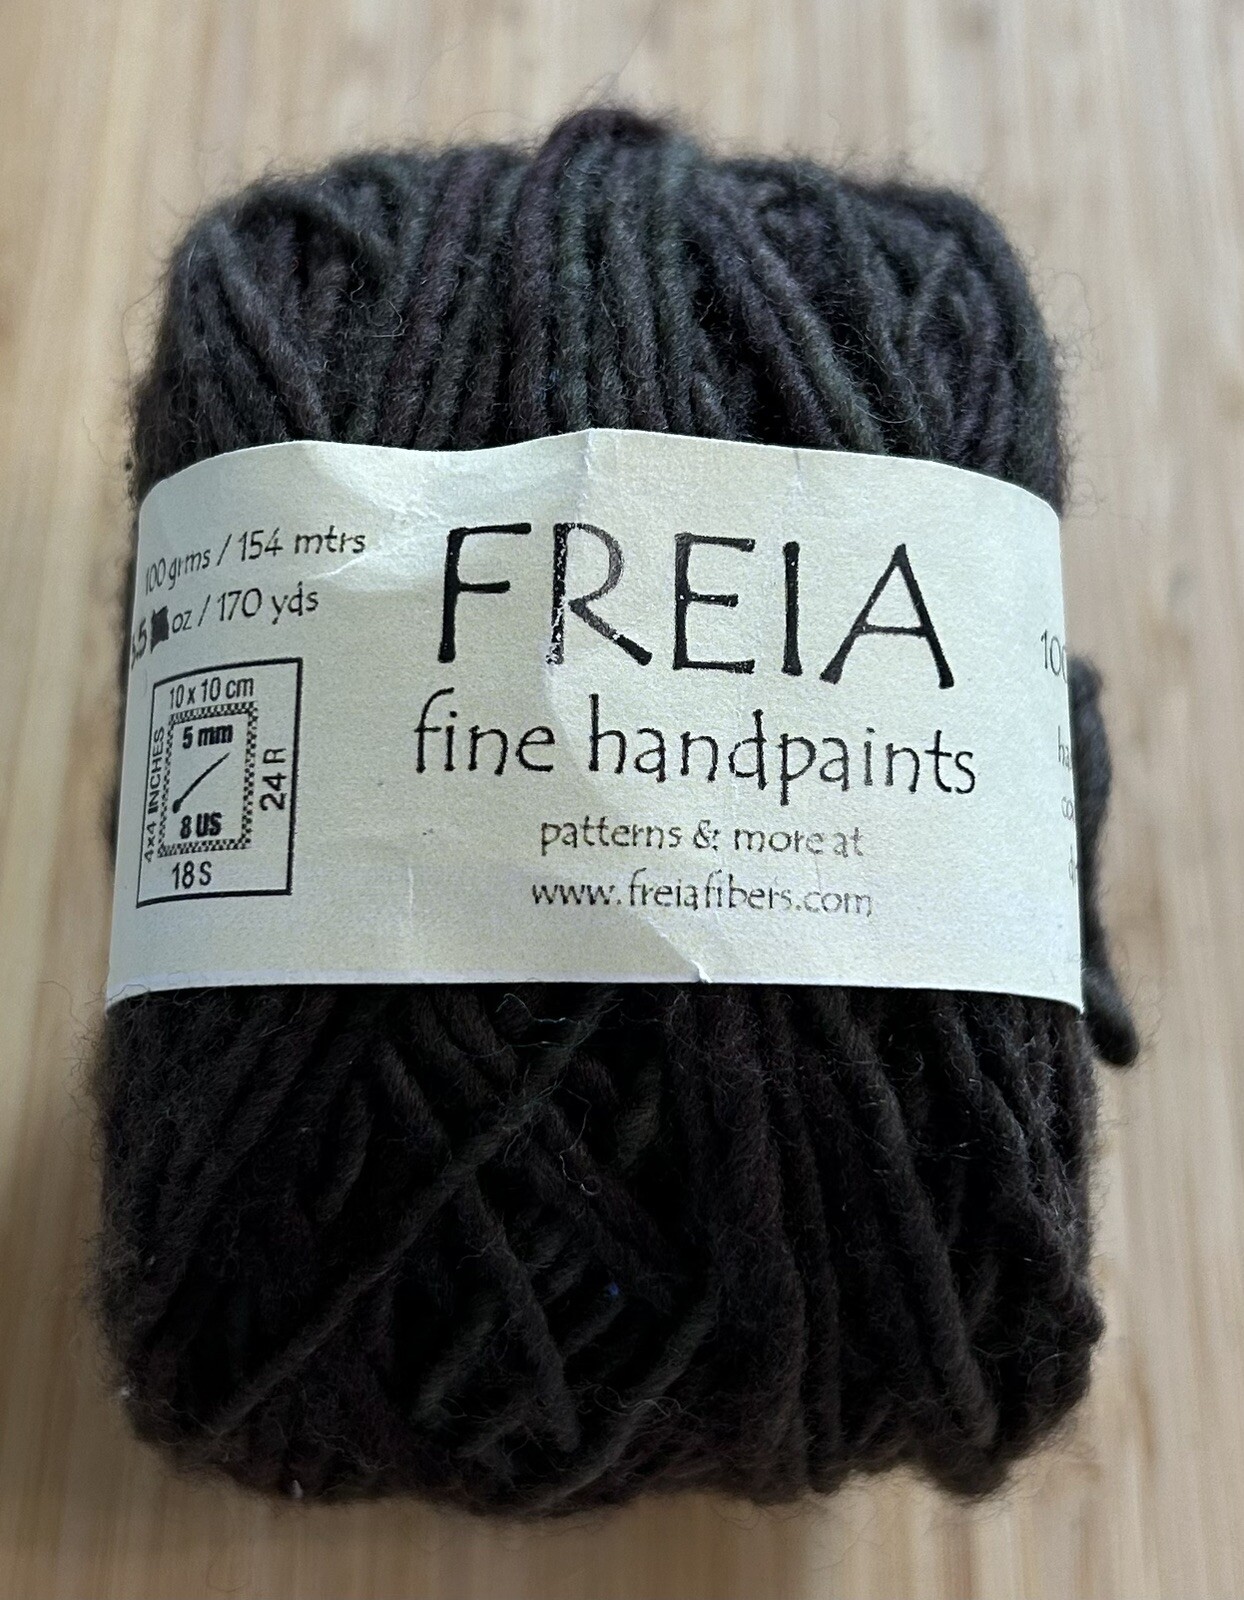 100 grms / 154 mtrs
oz / 170 yds
10 x 10 cm
4x4 INCHES
5 mm
8 US
24 R
18 S
FREIA
fine handpaints
patterns & more at
www.freiafibers.com